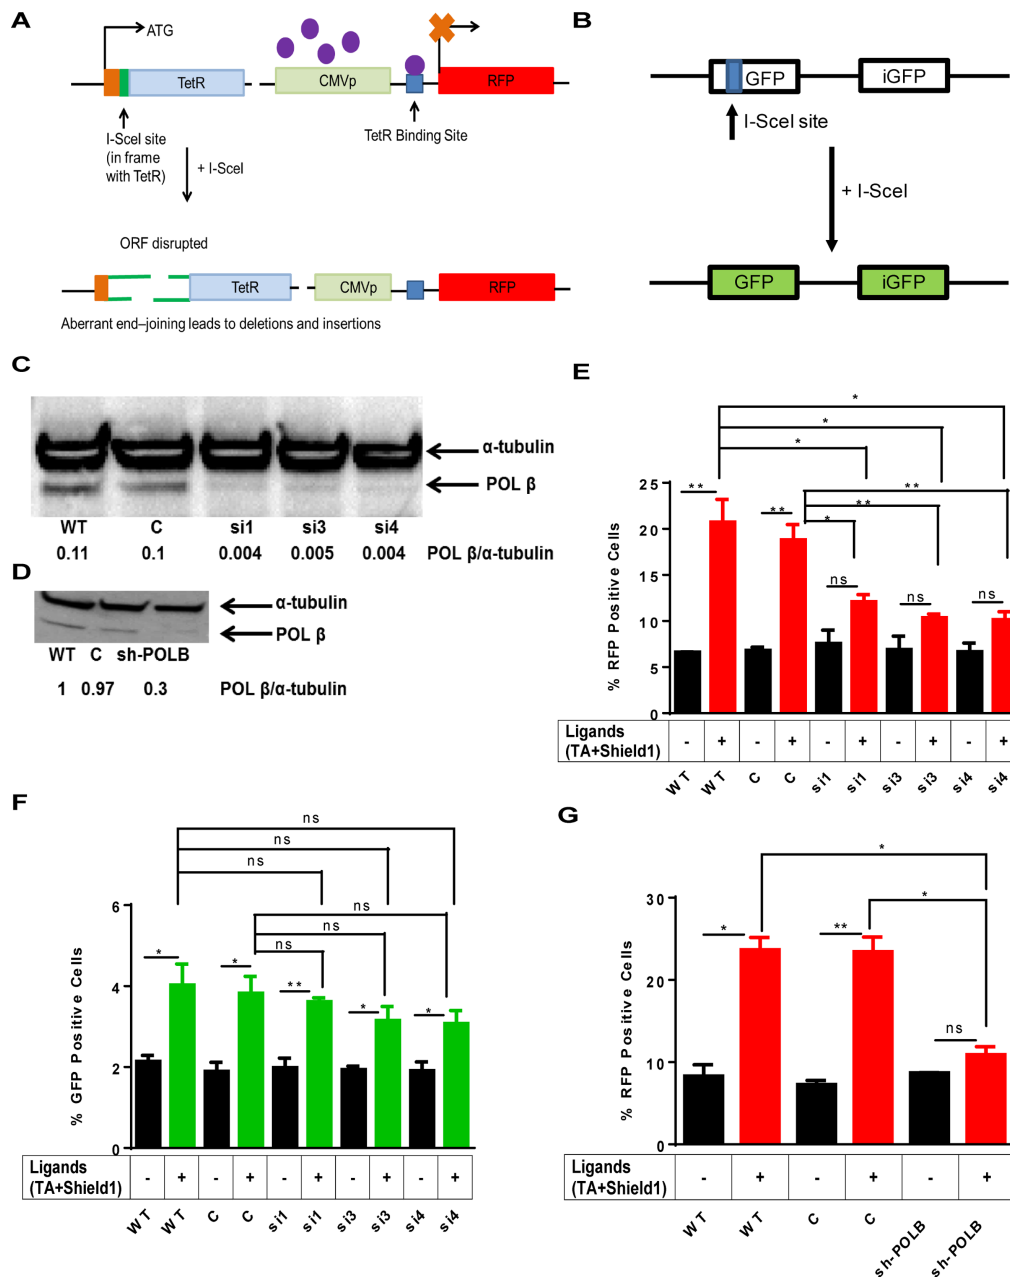 A
ATG
TetR
CMVp
RFP
I-SceI site
(in frame
with TetR)
+ I-SceI
TetR Binding Site
ORF disrupted
TetR
CMVp
RFP
Aberrant end–joining leads to deletions and insertions
B
GFP
iGFP
I-SceI site
+ I-SceI
GFP
iGFP
C
α-tubulin
POL β
WT C si1 si3 si4
0.11 0.1 0.004 0.005 0.004 POL β/α-tubulin
D
α-tubulin
POL β
WT C sh-POLB
1 0.97 0.3 POL β/α-tubulin
E
*
*
*
**
** ** **
*
ns ns ns
25
20
15
10
5
0
% RFP Positive Cells
Ligands
(TA+Shield1)
- + - + - + - + - +
WT WT C C si1 si1 si3 si3 si4 si4
F
ns
ns
ns
ns
ns
ns
* * ** * *
6
4
2
0
% GFP Positive Cells
Ligands
(TA+Shield1)
- + - + - + - + - +
WT WT C C si1 si1 si3 si3 si4 si4
G
*
*
* ** ns
30
20
10
0
% RFP Positive Cells
Ligands
(TA+Shield1)
- + - + - +
WT WT C C sh-POLB sh-POLB